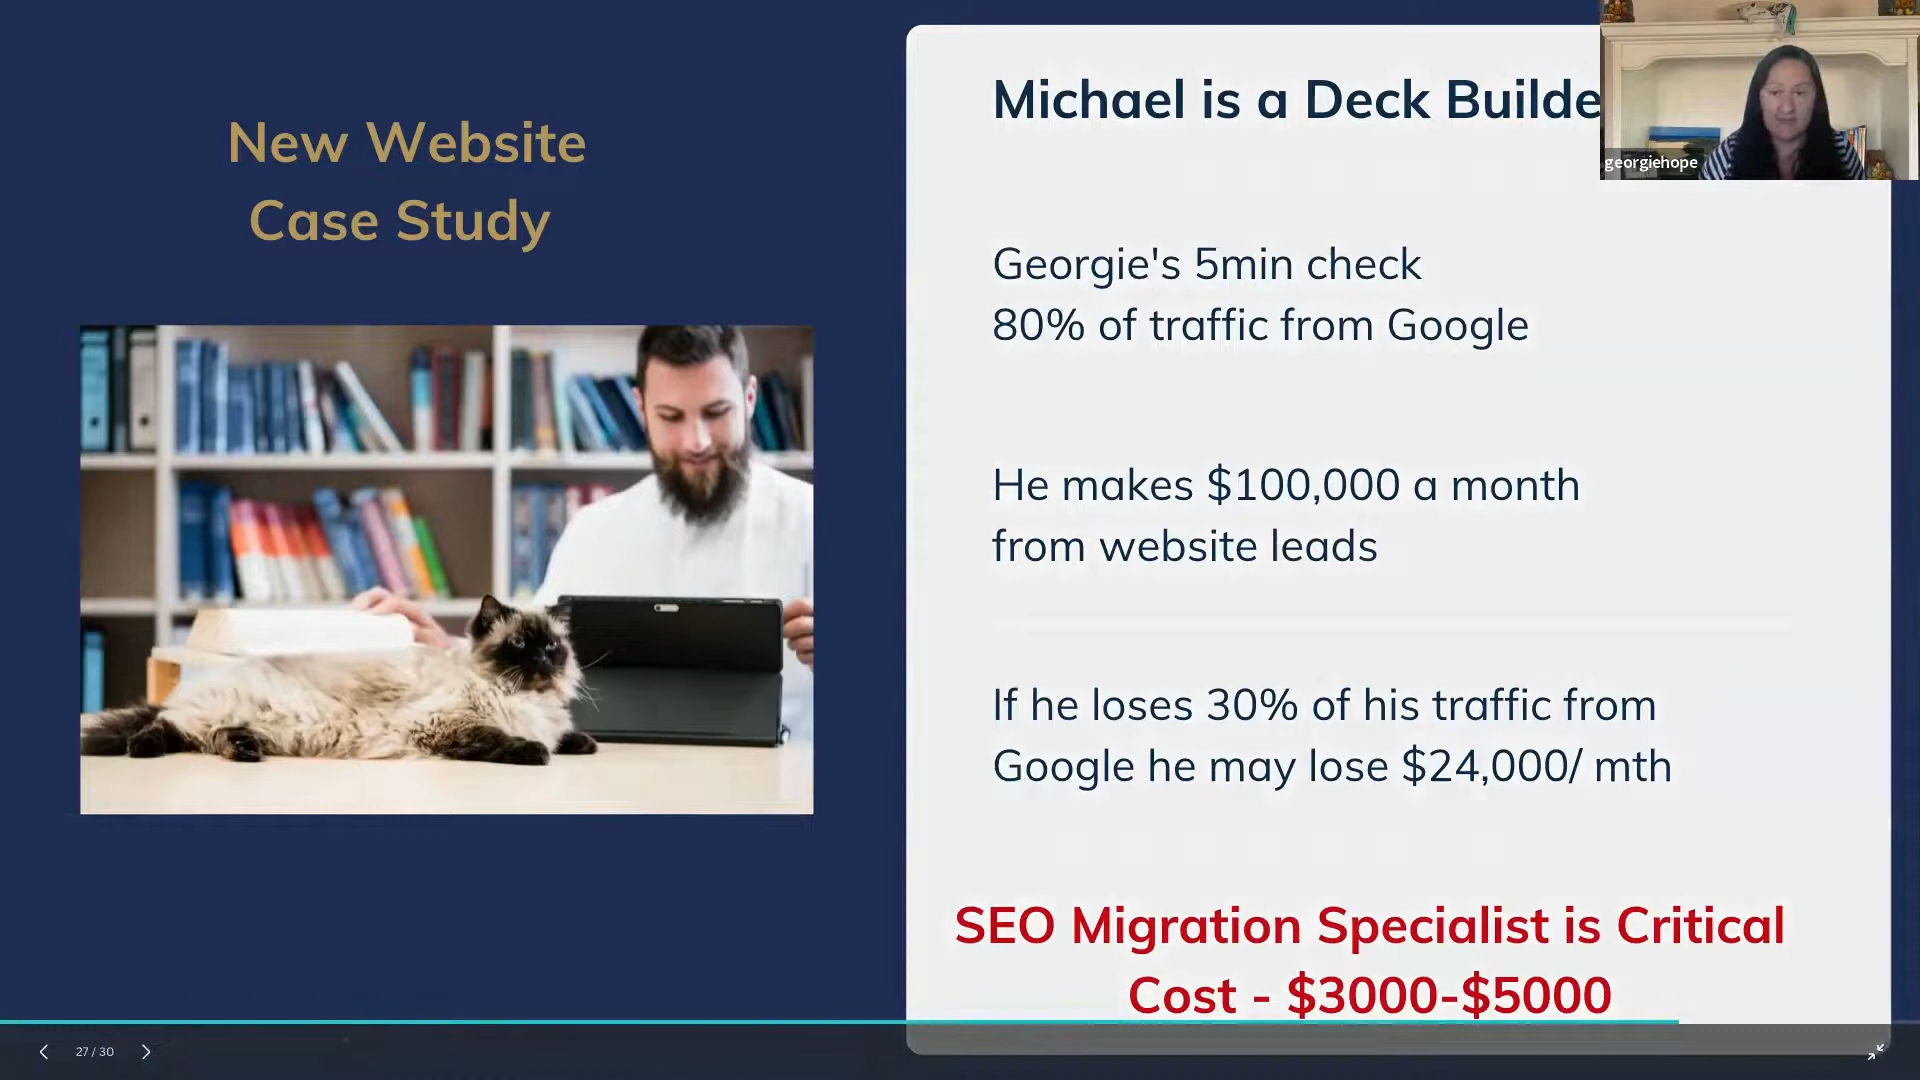 New Website
Case Study
Michael is a Deck Builde
georgiehope
Georgie's 5min check
80% of traffic from Google
He makes $100,000 a month
from website leads
If he loses 30% of his traffic from
Google he may lose $24,000/ mth
SEO Migration Specialist is Critical
Cost - $3000-$5000
27 / 30